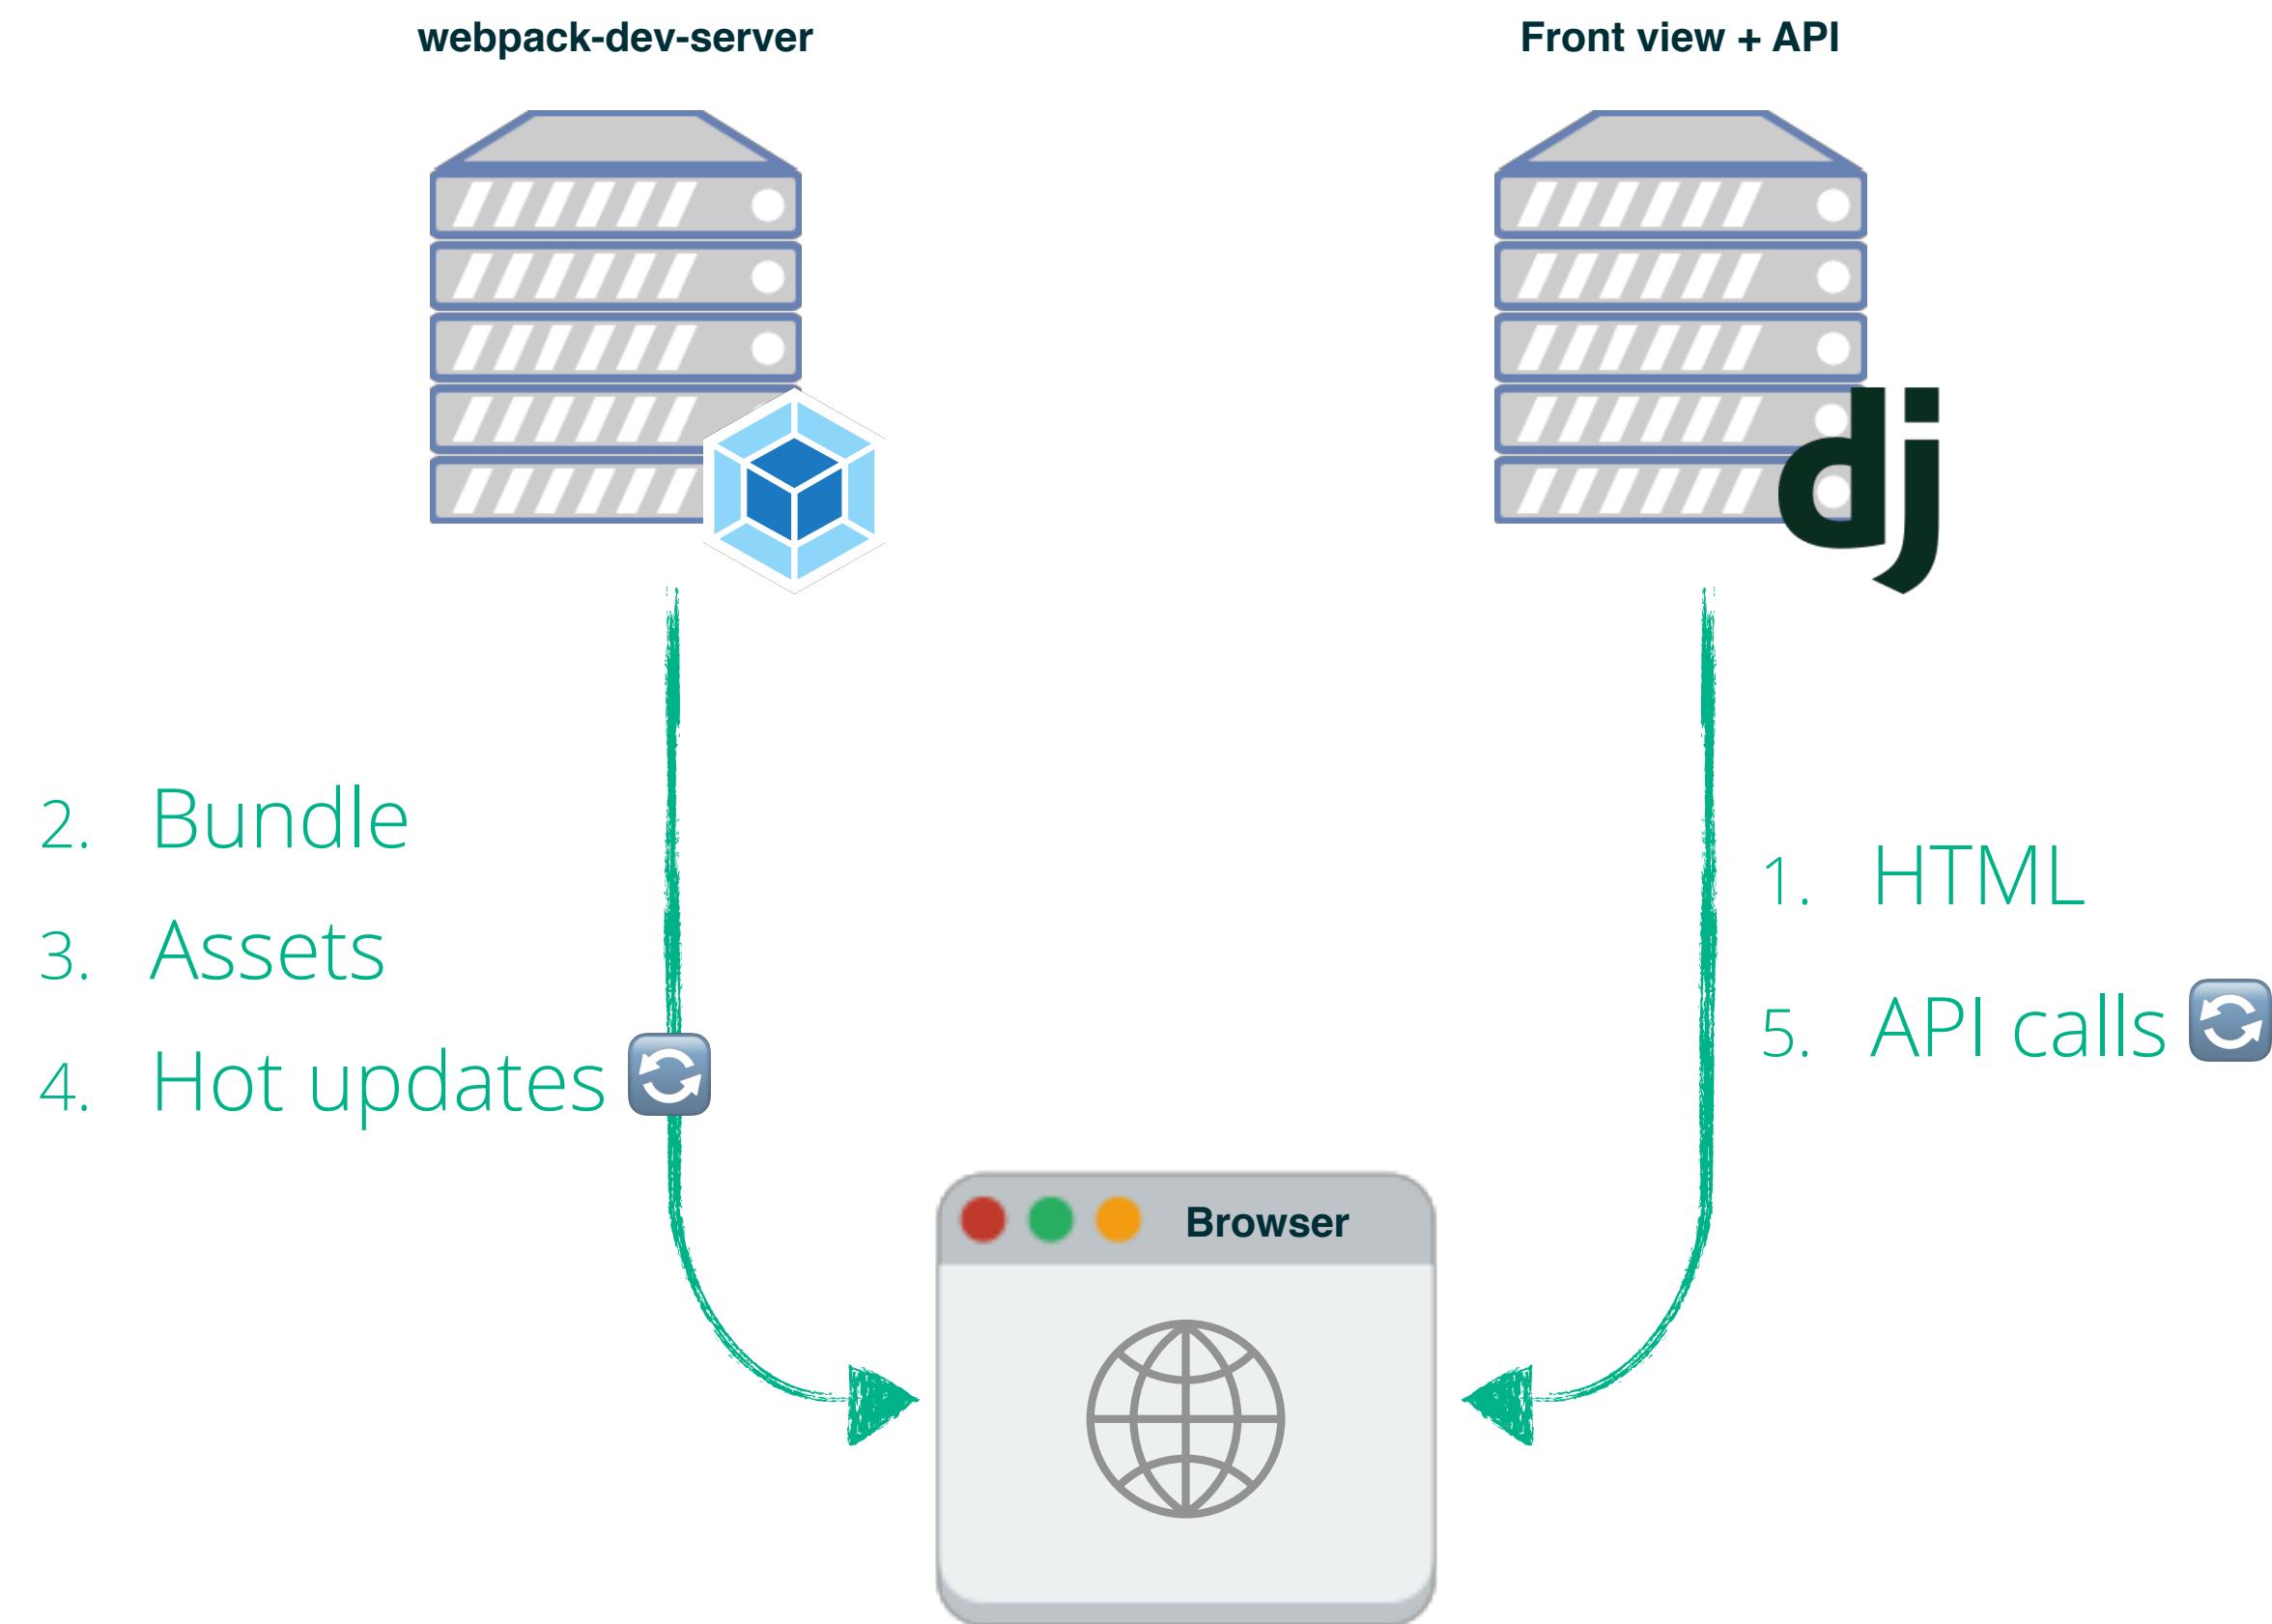 webpack-dev-server
Front view + API
dj
2. Bundle
3. Assets
4. Hot updates
1. HTML
5. API calls
Browser